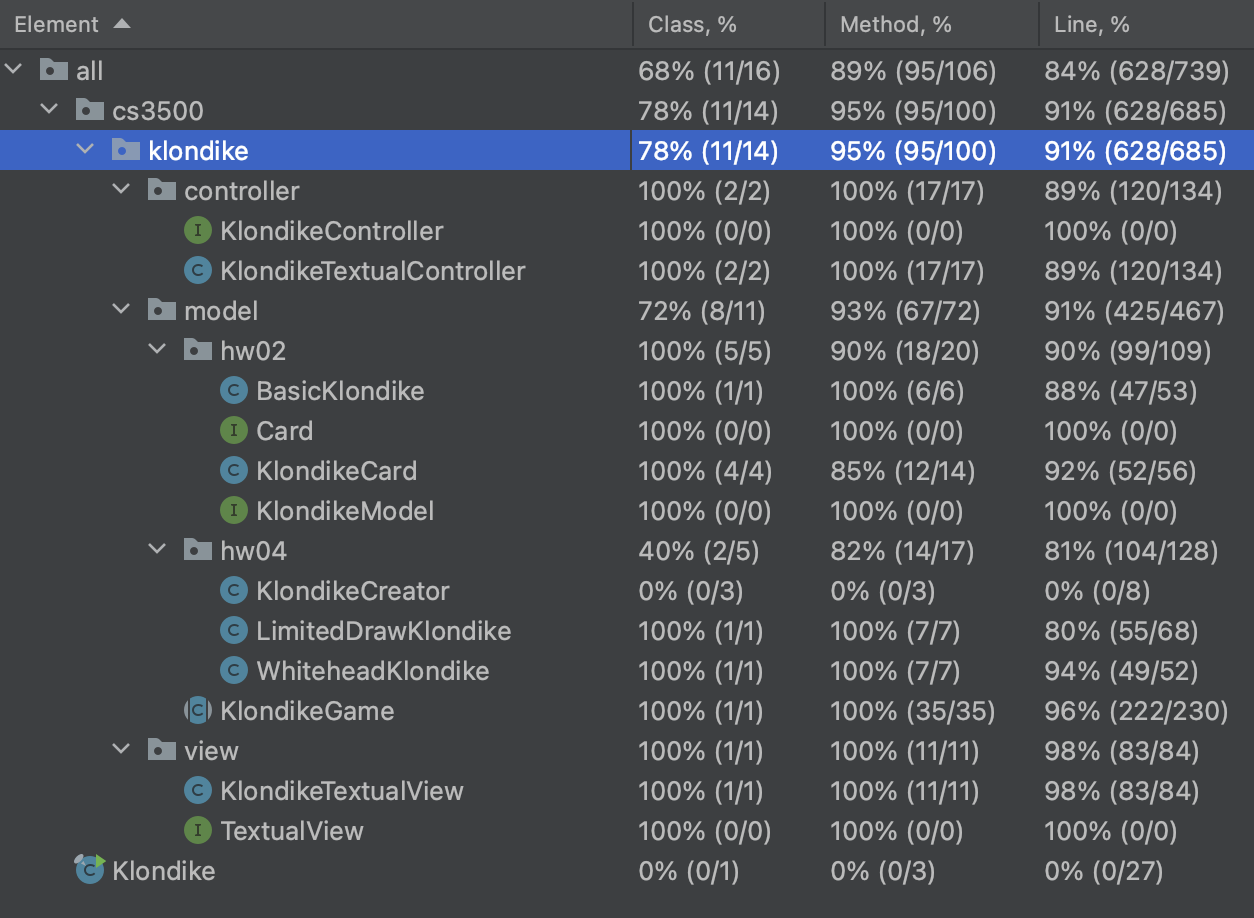 Element Class, % Method, % Line, %
all 68% (11/16) 89% (95/106) 84% (628/739)
cs3500 78% (11/14) 95% (95/100) 91% (628/685)
klondike 78% (11/14) 95% (95/100) 91% (628/685)
controller 100% (2/2) 100% (17/17) 89% (120/134)
I KlondikeController 100% (0/0) 100% (0/0) 100% (0/0)
C KlondikeTextualController 100% (2/2) 100% (17/17) 89% (120/134)
model 72% (8/11) 93% (67/72) 91% (425/467)
hw02 100% (5/5) 90% (18/20) 90% (99/109)
C BasicKlondike 100% (1/1) 100% (6/6) 88% (47/53)
I Card 100% (0/0) 100% (0/0) 100% (0/0)
C KlondikeCard 100% (4/4) 85% (12/14) 92% (52/56)
I KlondikeModel 100% (0/0) 100% (0/0) 100% (0/0)
hw04 40% (2/5) 82% (14/17) 81% (104/128)
C KlondikeCreator 0% (0/3) 0% (0/3) 0% (0/8)
C LimitedDrawKlondike 100% (1/1) 100% (7/7) 80% (55/68)
C WhiteheadKlondike 100% (1/1) 100% (7/7) 94% (49/52)
C KlondikeGame 100% (1/1) 100% (35/35) 96% (222/230)
view 100% (1/1) 100% (11/11) 98% (83/84)
C KlondikeTextualView 100% (1/1) 100% (11/11) 98% (83/84)
I TextualView 100% (0/0) 100% (0/0) 100% (0/0)
C Klondike 0% (0/1) 0% (0/3) 0% (0/27)